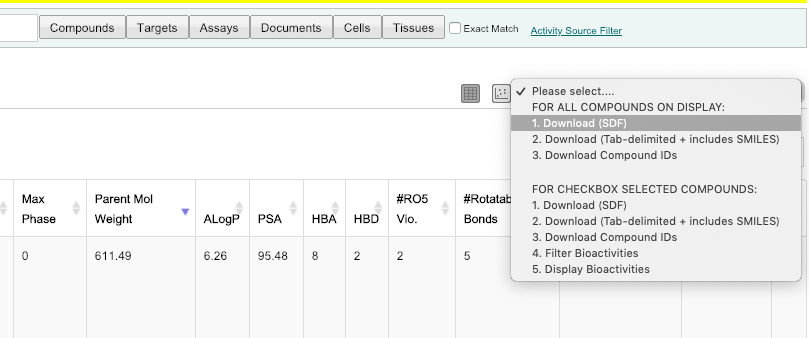 Compounds Targets Assays Documents Cells Tissues Exact Match Activity Source Filter
Please select....
FOR ALL COMPOUNDS ON DISPLAY:
1. Download (SDF)
2. Download (Tab-delimited + includes SMILES)
3. Download Compound IDs
FOR CHECKBOX SELECTED COMPOUNDS:
1. Download (SDF)
2. Download (Tab-delimited + includes SMILES)
3. Download Compound IDs
4. Filter Bioactivities
5. Display Bioactivities
Max Phase
Parent Mol Weight
ALogP
PSA
HBA
HBD
#RO5 Vio.
#Rotatab Bonds
0 611.49 6.26 95.48 8 2 2 5